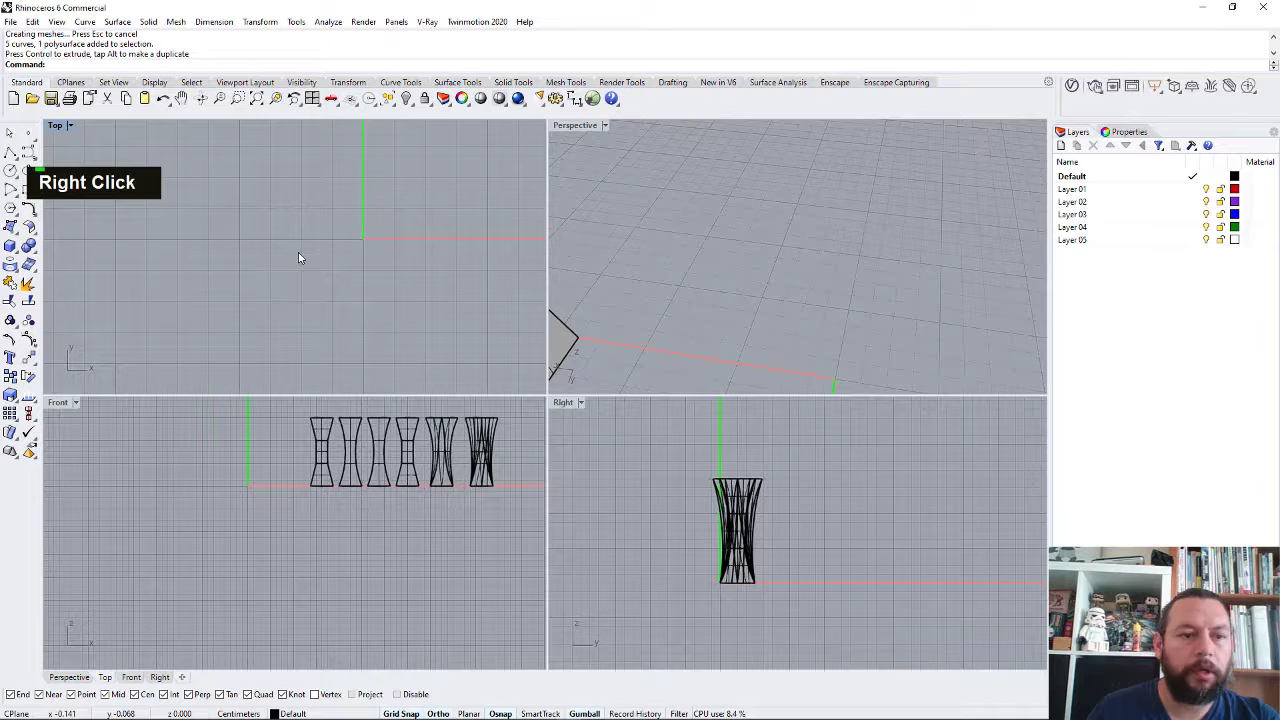 Rhinoceros 6 Commercial
File Edit View Curve Surface Solid Mesh Dimension Transform Tools Analyze Render Panels V-Ray Twinmotion 2020 Help
Creating meshes... Press Esc to cancel
5 curves, 1 polysurface added to selection.
Press Control to extrude, tap Alt to make a duplicate
Command:
Standard CPlanes Set View Display Select Viewport Layout Visibility Transform Curve Tools Surface Tools Solid Tools Mesh Tools Render Tools Drafting New in V6 Surface Analysis Enscape Enscape Capturing
Top
Perspective
Layers Properties
Name Material
Default
Layer 01
Layer 02
Layer 03
Layer 04
Layer 05
Right Click
y
x
z
y
Front
Right
z
x
z
y
Perspective Top Front Right
End Near Point Mid Cen Int Perp Tan Quad Knot Vertex Project Disable
CPlane x -0.141 y -0.068 z 0.000 Centimeters Default Grid Snap Ortho Planar Osnap SmartTrack Gumball Record History Filter CPU use: 8.4 %